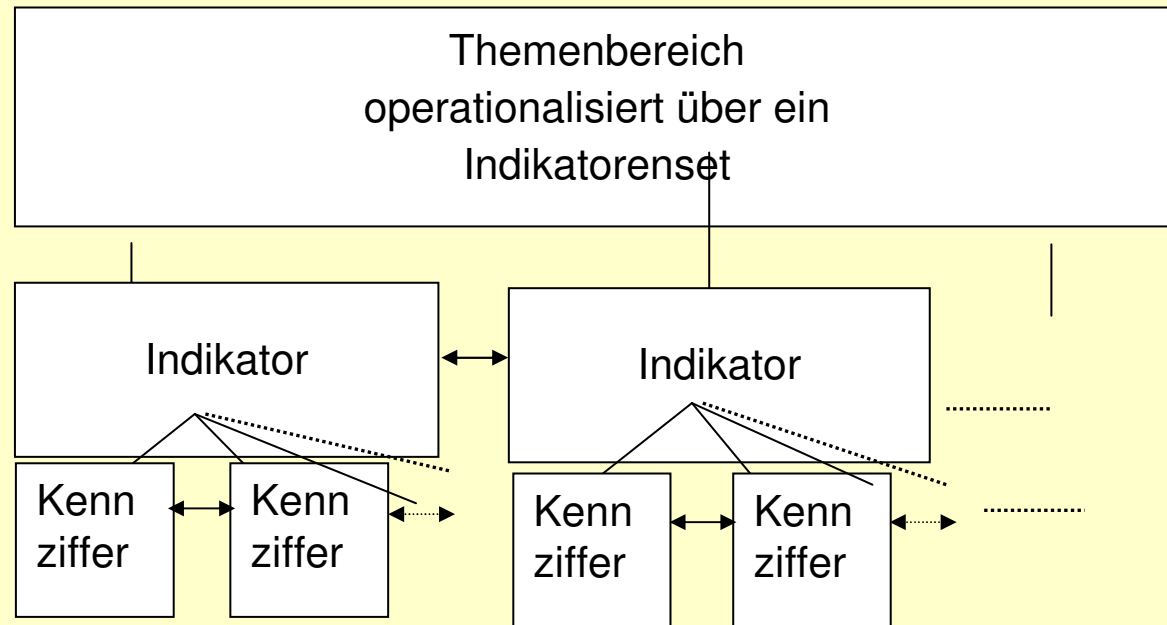 Themenbereich
operationalisiert über ein
Indikatorenset
Indikator
Indikator
Kenn
ziffer
Kenn
ziffer
Kenn
ziffer
Kenn
ziffer